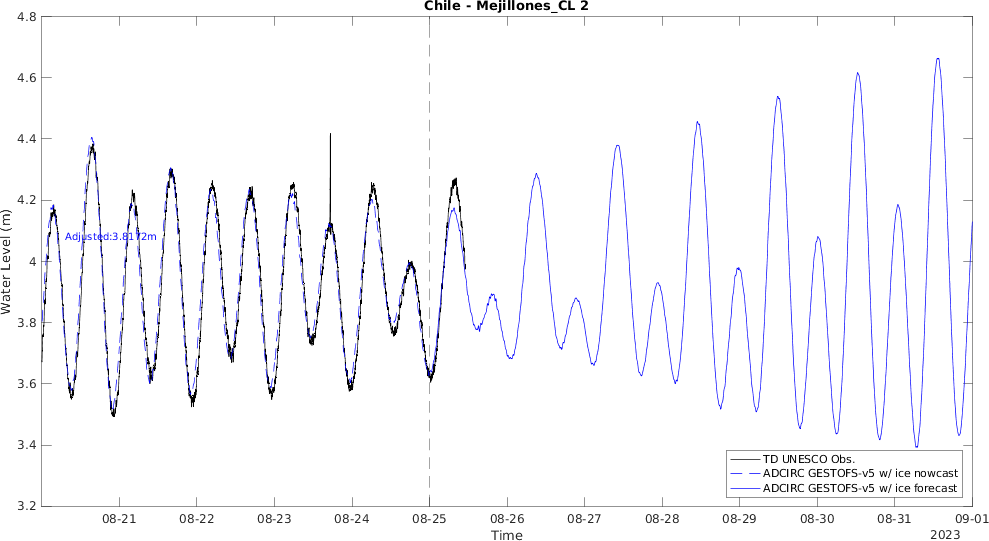 Chile - Mejillones_CL 2
Water Level (m)
4.8
4.6
4.4
4.2
4
3.8
3.6
3.4
3.2
Adjusted:3.8172m
TD UNESCO Obs.
ADCIRC GESTOFS-v5 w/ ice nowcast
ADCIRC GESTOFS-v5 w/ ice forecast
08-21 08-22 08-23 08-24 08-25 08-26 08-27 08-28 08-29 08-30 08-31 09-01
Time
2023